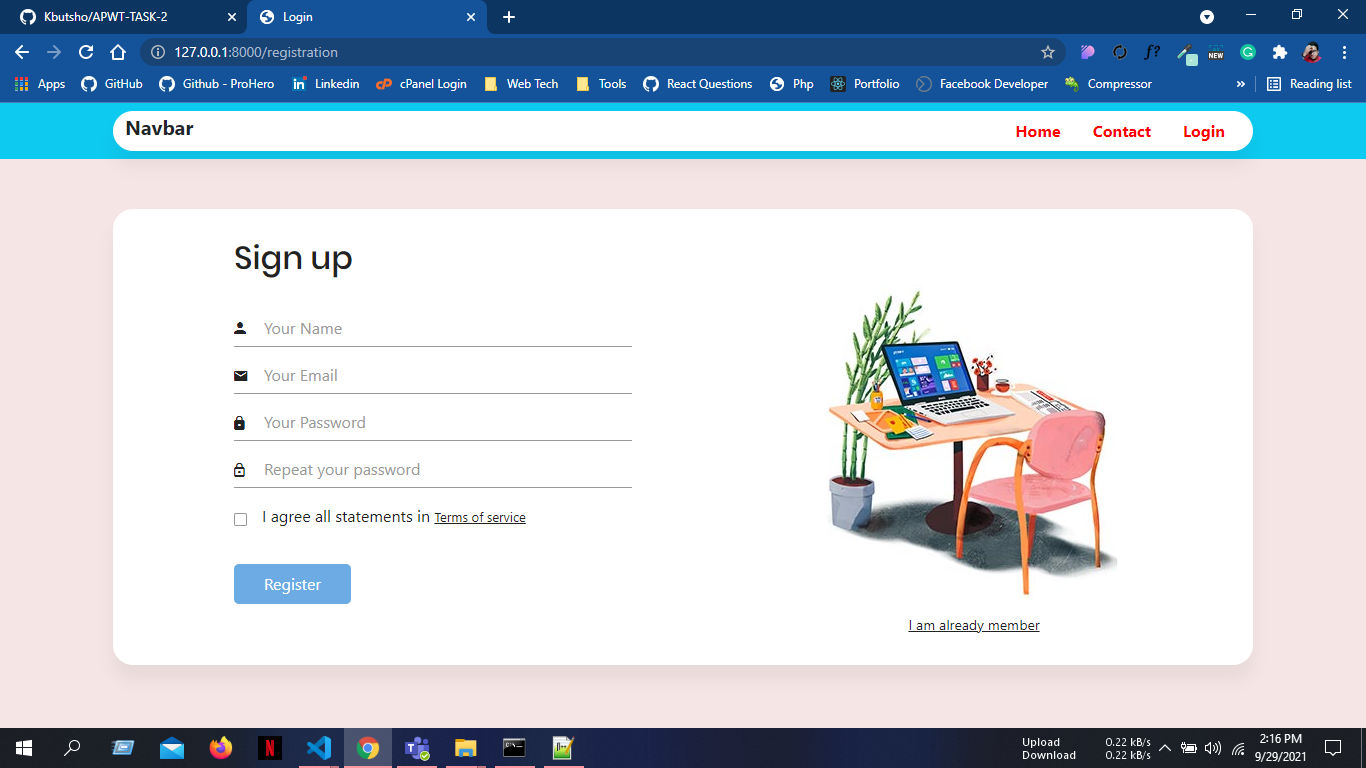 Kbutsho/APWT-TASK-2
Login
127.0.0.1:8000/registration
f?
NEW
Apps
GitHub
Github - ProHero
Linkedin
cPanel Login
Web Tech
Tools
React Questions
Php
Portfolio
Facebook Developer
Compressor
»
Reading list
Navbar
Home
Contact
Login
Sign up
Your Name
Your Email
Your Password
Repeat your password
I agree all statements in Terms of service
Register
I am already member
Upload 0.22 kB/s
Download 0.22 kB/s
2:16 PM
9/29/2021